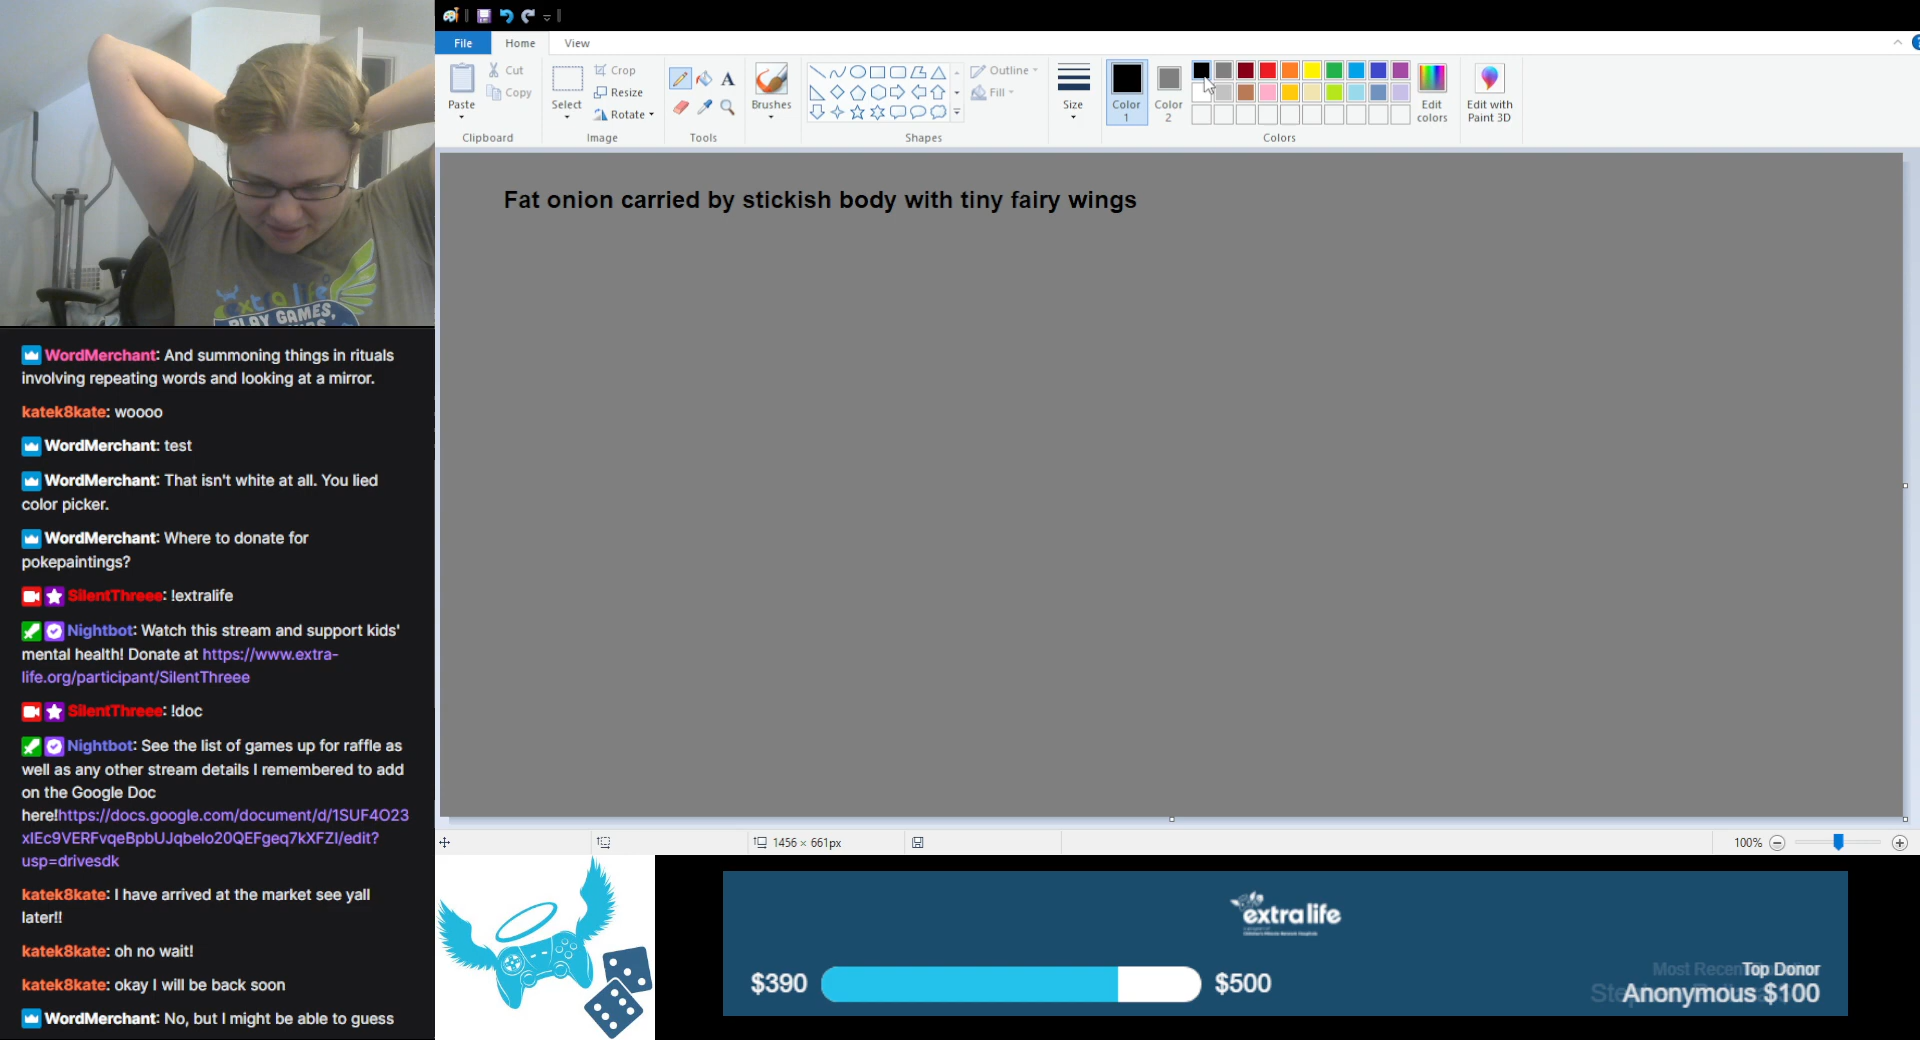 File Home View
Cut
Copy
Paste
Clipboard
Select
Crop
Resize
Rotate
Image
A
Tools
Brushes
Shapes
Outline
Fill
Size
Color 1
Color 2
Edit colors
Colors
Edit with Paint 3D
Fat onion carried by stickish body with tiny fairy wings
extra life
PLAY GAMES,
WordMerchant: And summoning things in rituals
involving repeating words and looking at a mirror.
katek8kate: woooo
WordMerchant: test
WordMerchant: That isn't white at all. You lied
color picker.
WordMerchant: Where to donate for
pokepaintings?
SilentThreee: !extralife
Nightbot: Watch this stream and support kids'
mental health! Donate at https://www.extra-
life.org/participant/SilentThreee
SilentThreee: !doc
Nightbot: See the list of games up for raffle as
well as any other stream details I remembered to add
on the Google Doc
here!https://docs.google.com/document/d/1SUF4O23
xIEc9VERFvqeBpbUJqbelo20QEFgeq7kXFZI/edit?
usp=drivesdk
katek8kate: I have arrived at the market see yall
later!!
katek8kate: oh no wait!
katek8kate: okay I will be back soon
WordMerchant: No, but I might be able to guess
1456 × 661px
100%
extra life
$390 $500
Top Donor
Anonymous $100
Most Recent